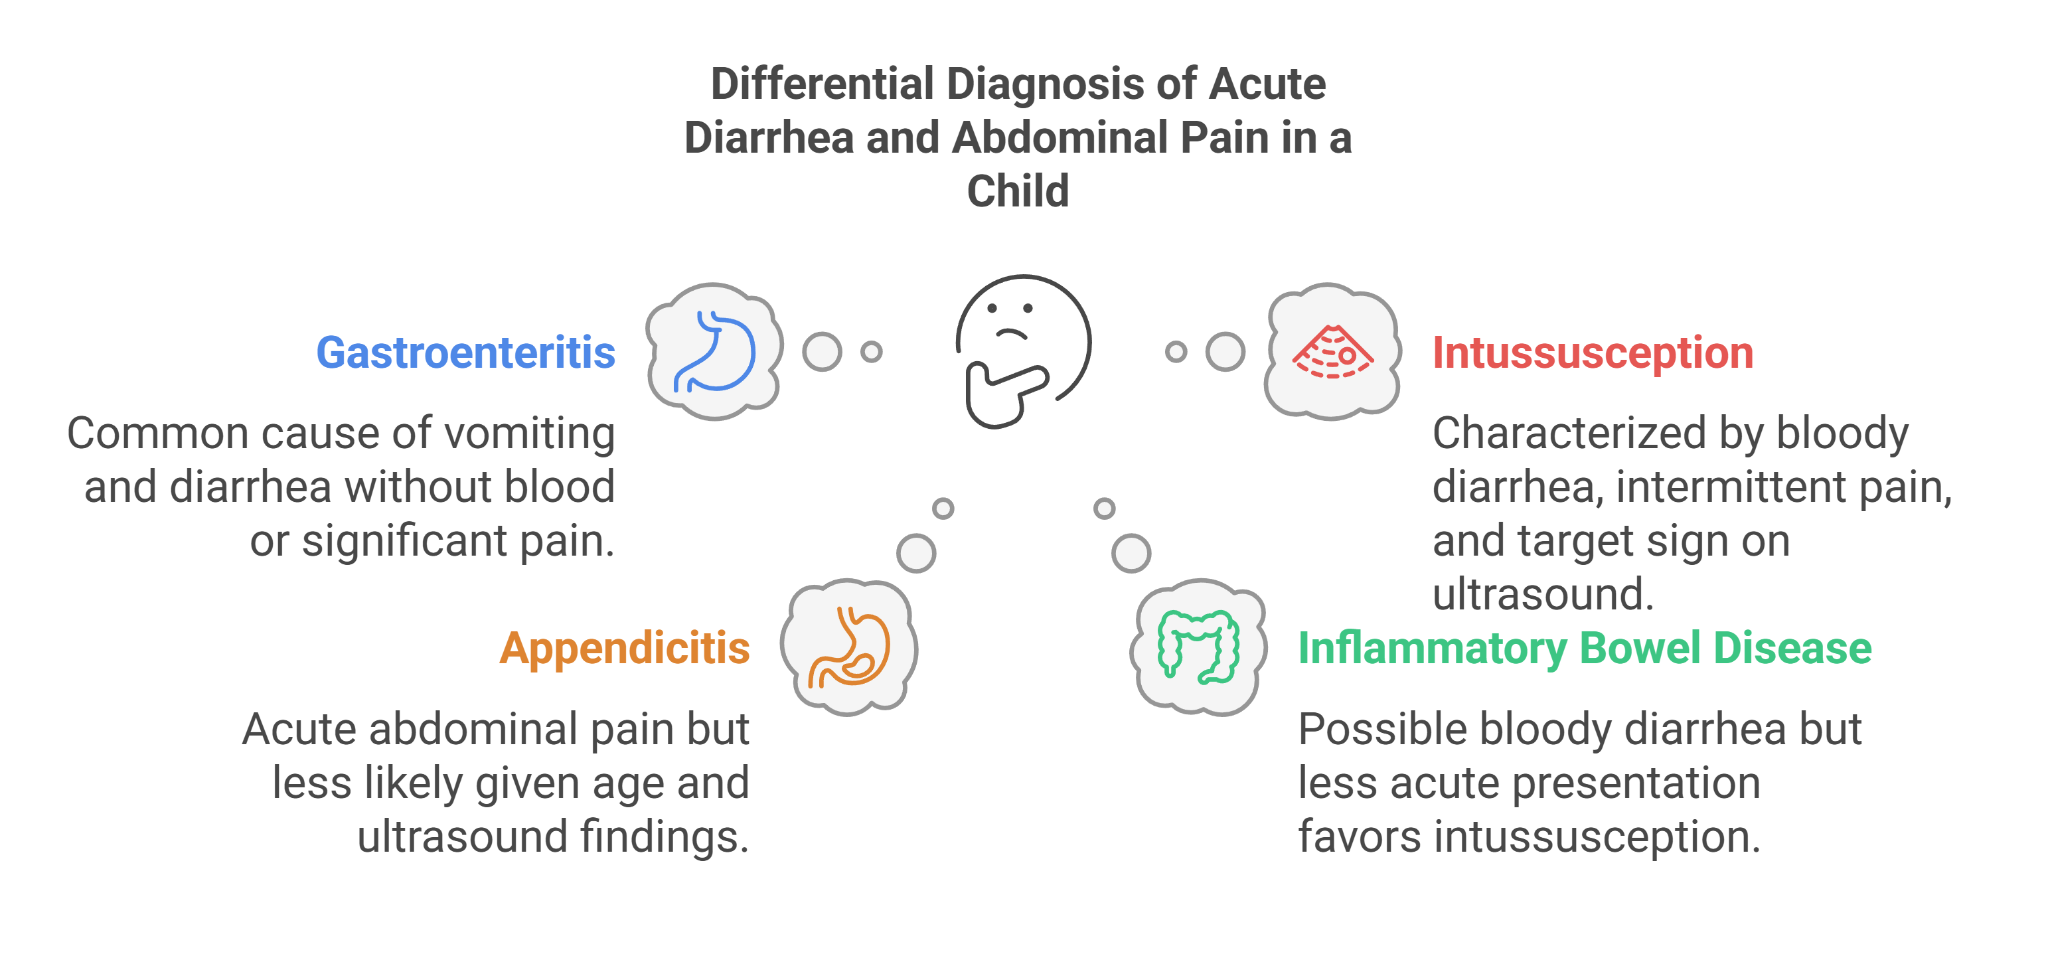 Differential Diagnosis of Acute
Diarrhea and Abdominal Pain in a
Child
Gastroenteritis
Common cause of vomiting
and diarrhea without blood
or significant pain.
Intussusception
Characterized by bloody
diarrhea, intermittent pain,
and target sign on
ultrasound.
Appendicitis
Acute abdominal pain but
less likely given age and
ultrasound findings.
Inflammatory Bowel Disease
Possible bloody diarrhea but
less acute presentation
favors intussusception.